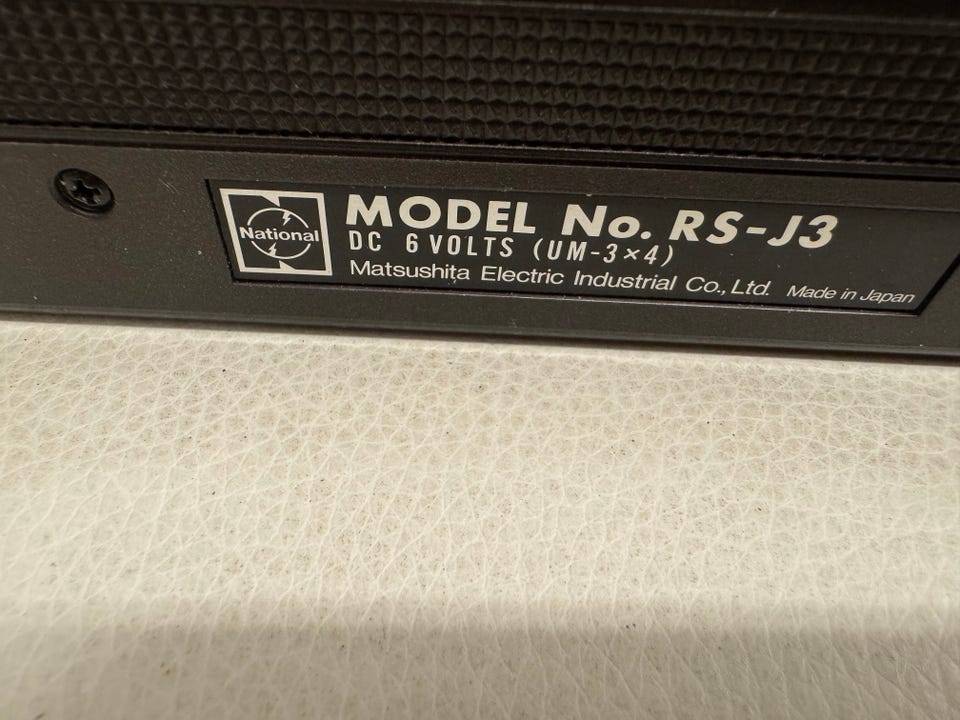 National
MODEL No. RS-J3
DC 6 VOLTS (UM-3×4)
Matsushita Electric Industrial Co., Ltd. Made in Japan